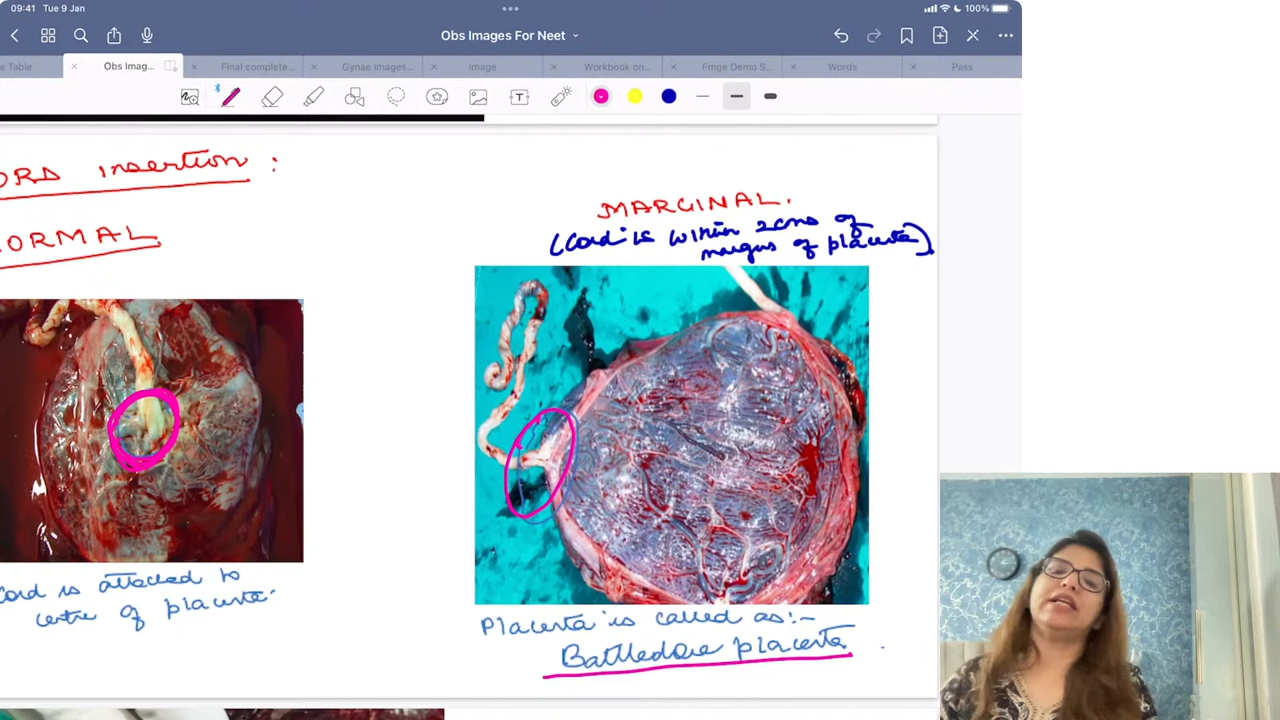 09:41 Tue 9 Jan
100%
Obs Images For Neet
e Table
Obs Imag...
Final complete...
Gynae Images...
Image
Workbook on...
Fmge Demo S...
Words
Pass
T
ORD insertion :
ORMAL
MARGINAL.
(Cord is within 2cms of
margins of placenta).
Cord is attached to
centre of placenta.
Placenta is called as:-
Battledore placenta